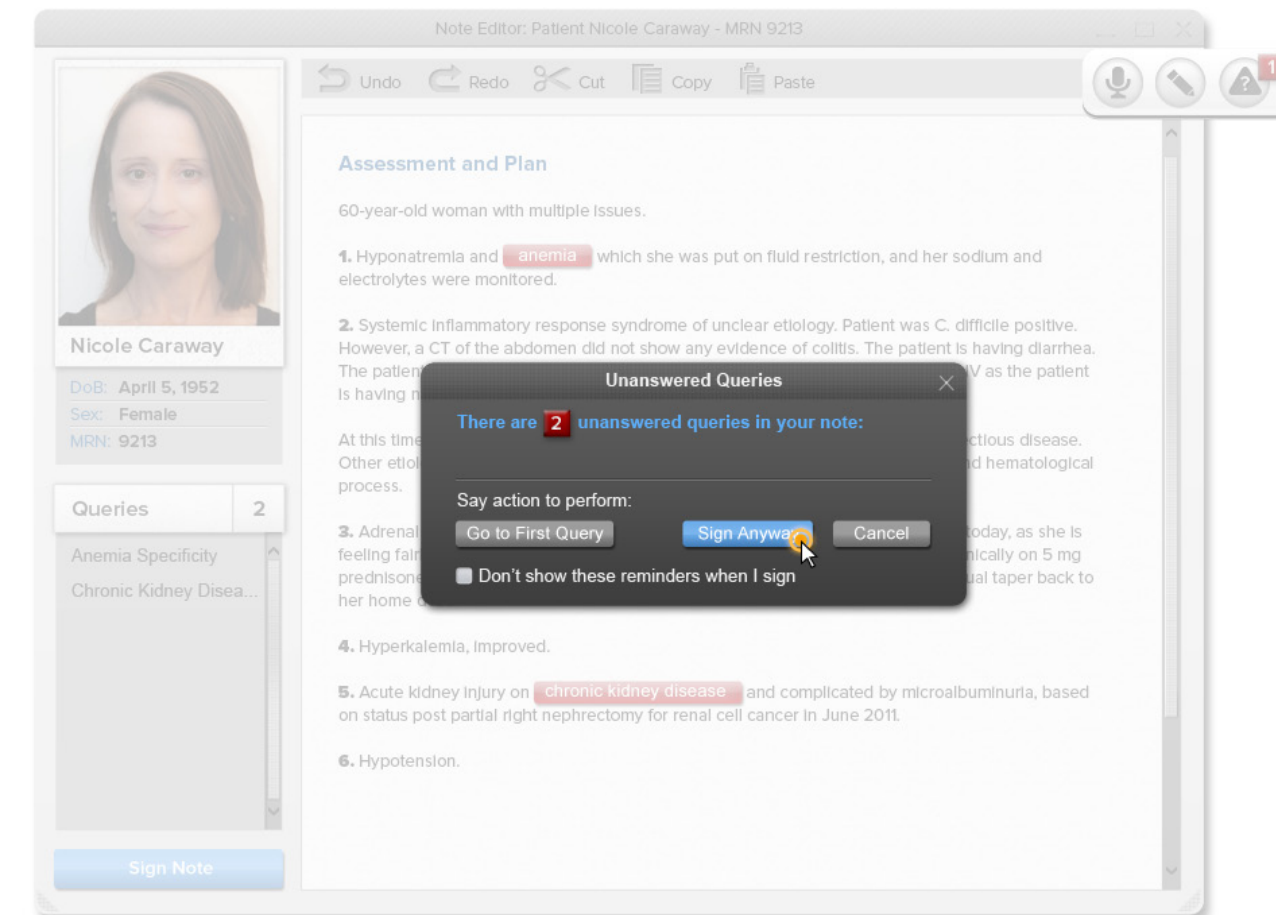 Note Editor: Patient Nicole Caraway - MRN 9213
Undo Redo Cut Copy Paste
1
Nicole Caraway
DoB: April 5, 1952
Sex: Female
MRN: 9213
Queries 2
Anemia Specificity
Chronic Kidney Disea...
Sign Note
Assessment and Plan
60-year-old woman with multiple issues.
1. Hyponatremia and anemia which she was put on fluid restriction, and her sodium and
electrolytes were monitored.
2. Systemic inflammatory response syndrome of unclear etiology. Patient was C. difficile positive.
However, a CT of the abdomen did not show any evidence of colitis. The patient is having diarrhea.
The patien IV as the patient
is having n
At this time ctious disease.
Other etiol nd hematological
process.
3. Adrenal today, as she is
feeling fair nically on 5 mg
prednisone ual taper back to
her home d
4. Hyperkalemia, improved.
5. Acute kidney injury on chronic kidney disease and complicated by microalbuminuria, based
on status post partial right nephrectomy for renal cell cancer in June 2011.
6. Hypotension.
Unanswered Queries
There are 2 unanswered queries in your note:
Say action to perform:
Go to First Query Sign Anyway Cancel
Don't show these reminders when I sign